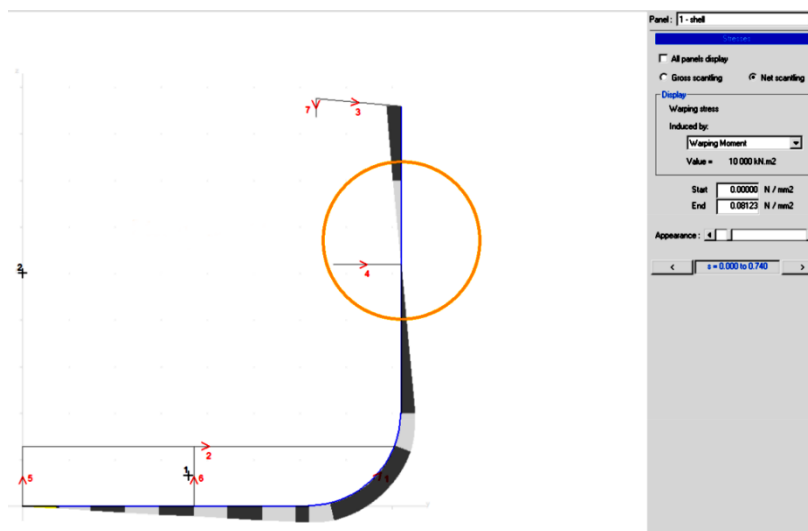 Panel : 1 - shell
Stresses
All panels display
Gross scantling Net scantling
Display
Warping stress
Induced by:
Warping Moment
Value = 10 000 kN.m2
Start 0.00000 N / mm2
End 0.08123 N / mm2
Appearance :
< s = 0.000 to 0.740 >
7 3
2
4
2
1
5 6 1